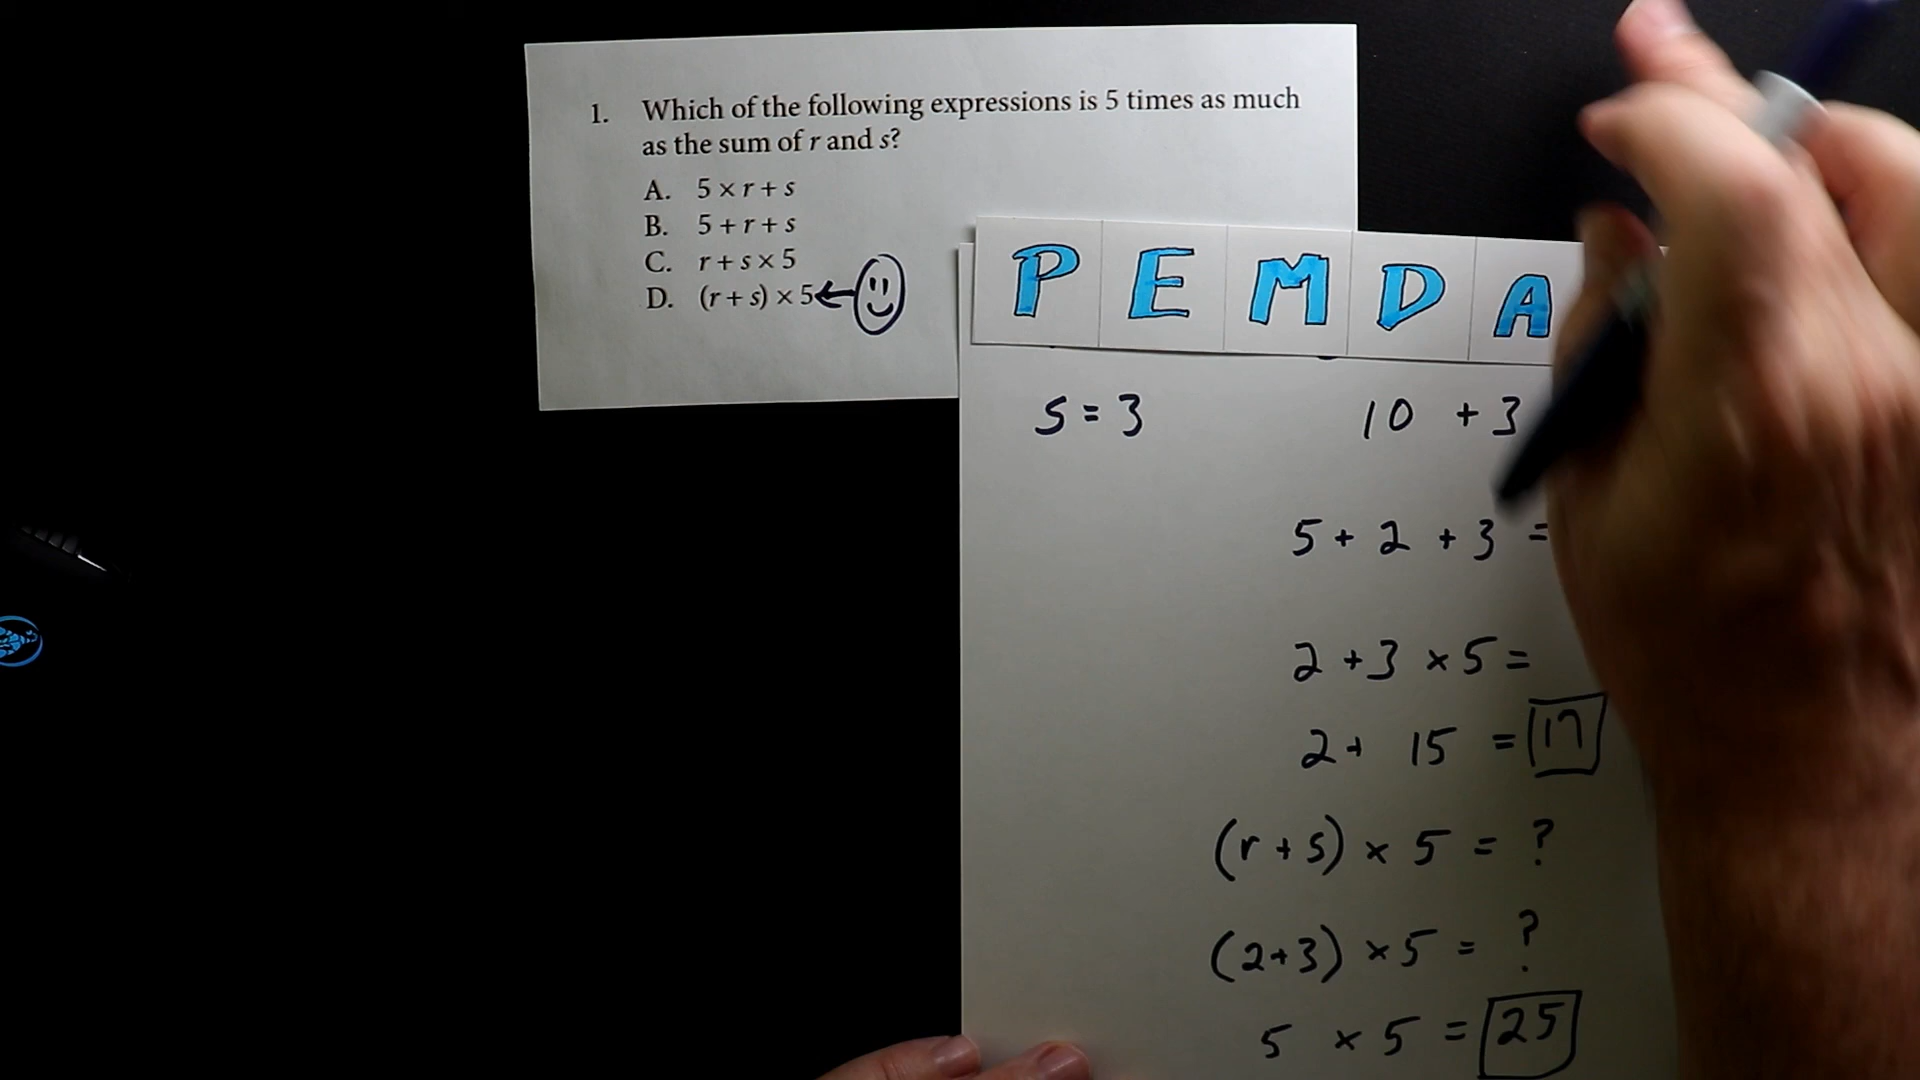 1. Which of the following expressions is 5 times as much
as the sum of r and s?
A. 5 × r + s
B. 5 + r + s
C. r + s × 5
D. (r + s) × 5
P E M D A
S = 3
10 + 3
5 + 2 + 3 =
2 + 3 × 5 =
2 + 15 = 17
(r + s) × 5 = ?
(2+3) × 5 = ?
5 × 5 = 25